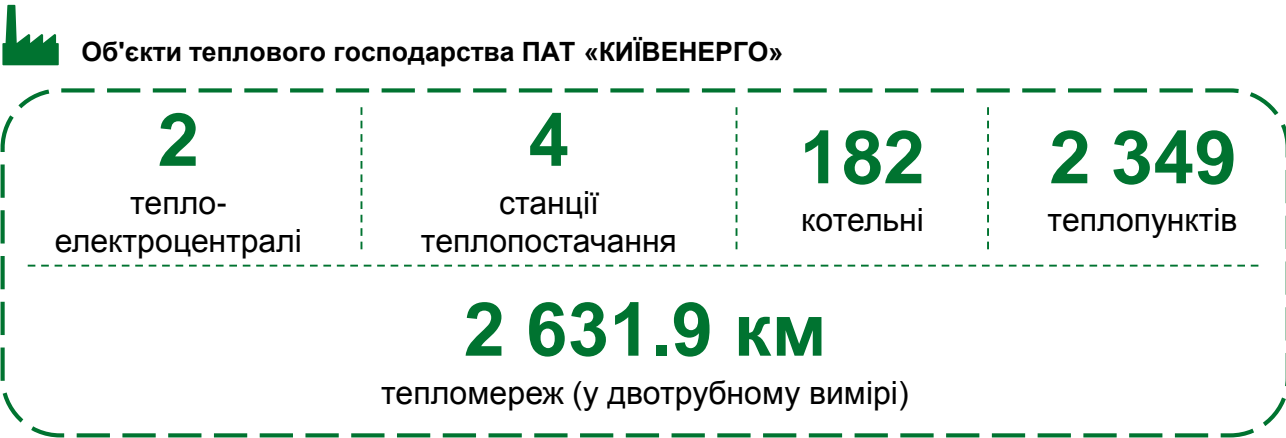 Об'єкти теплового господарства ПАТ «КИЇВЕНЕРГО»
2
тепло-
електроцентралі
4
станції
теплопостачання
182
котельні
2 349
теплопунктів
2 631.9 км
тепломереж (у двотрубному вимірі)